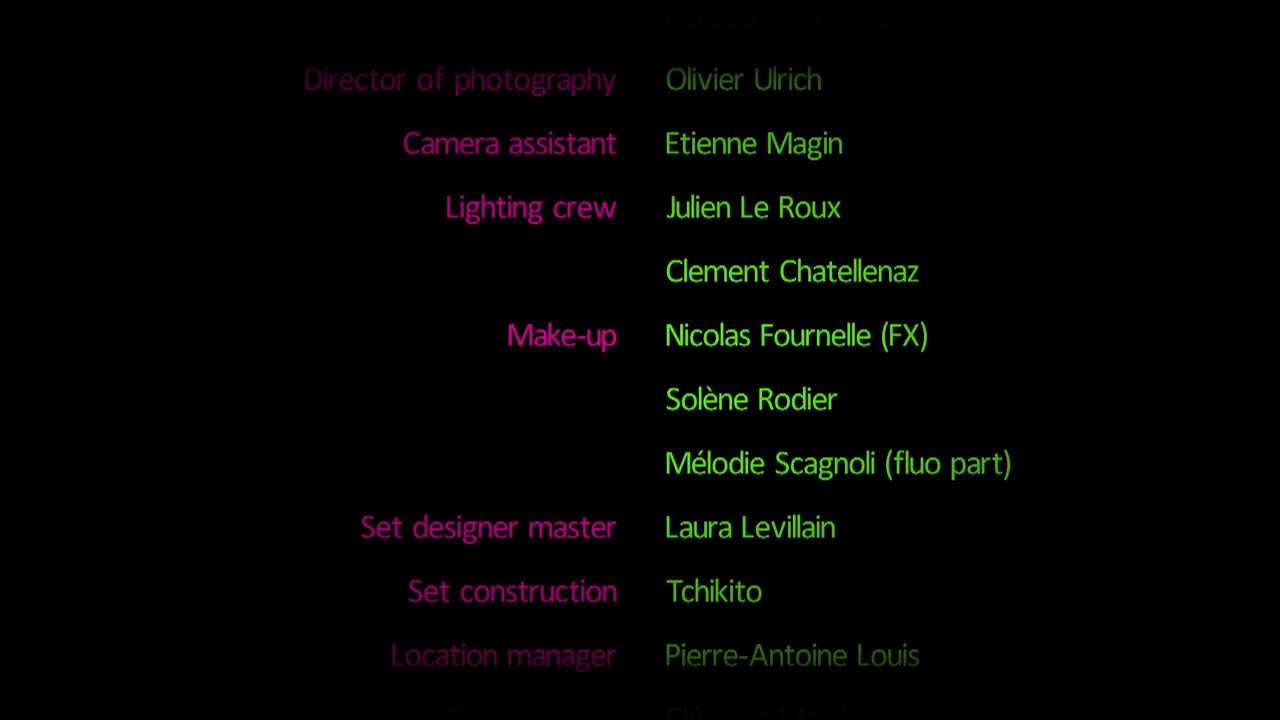 Director of photography Olivier Ulrich
Camera assistant Etienne Magin
Lighting crew Julien Le Roux
Clement Chatellenaz
Make-up Nicolas Fournelle (FX)
Solène Rodier
Mélodie Scagnoli (fluo part)
Set designer master Laura Levillain
Set construction Tchikito
Location manager Pierre-Antoine Louis